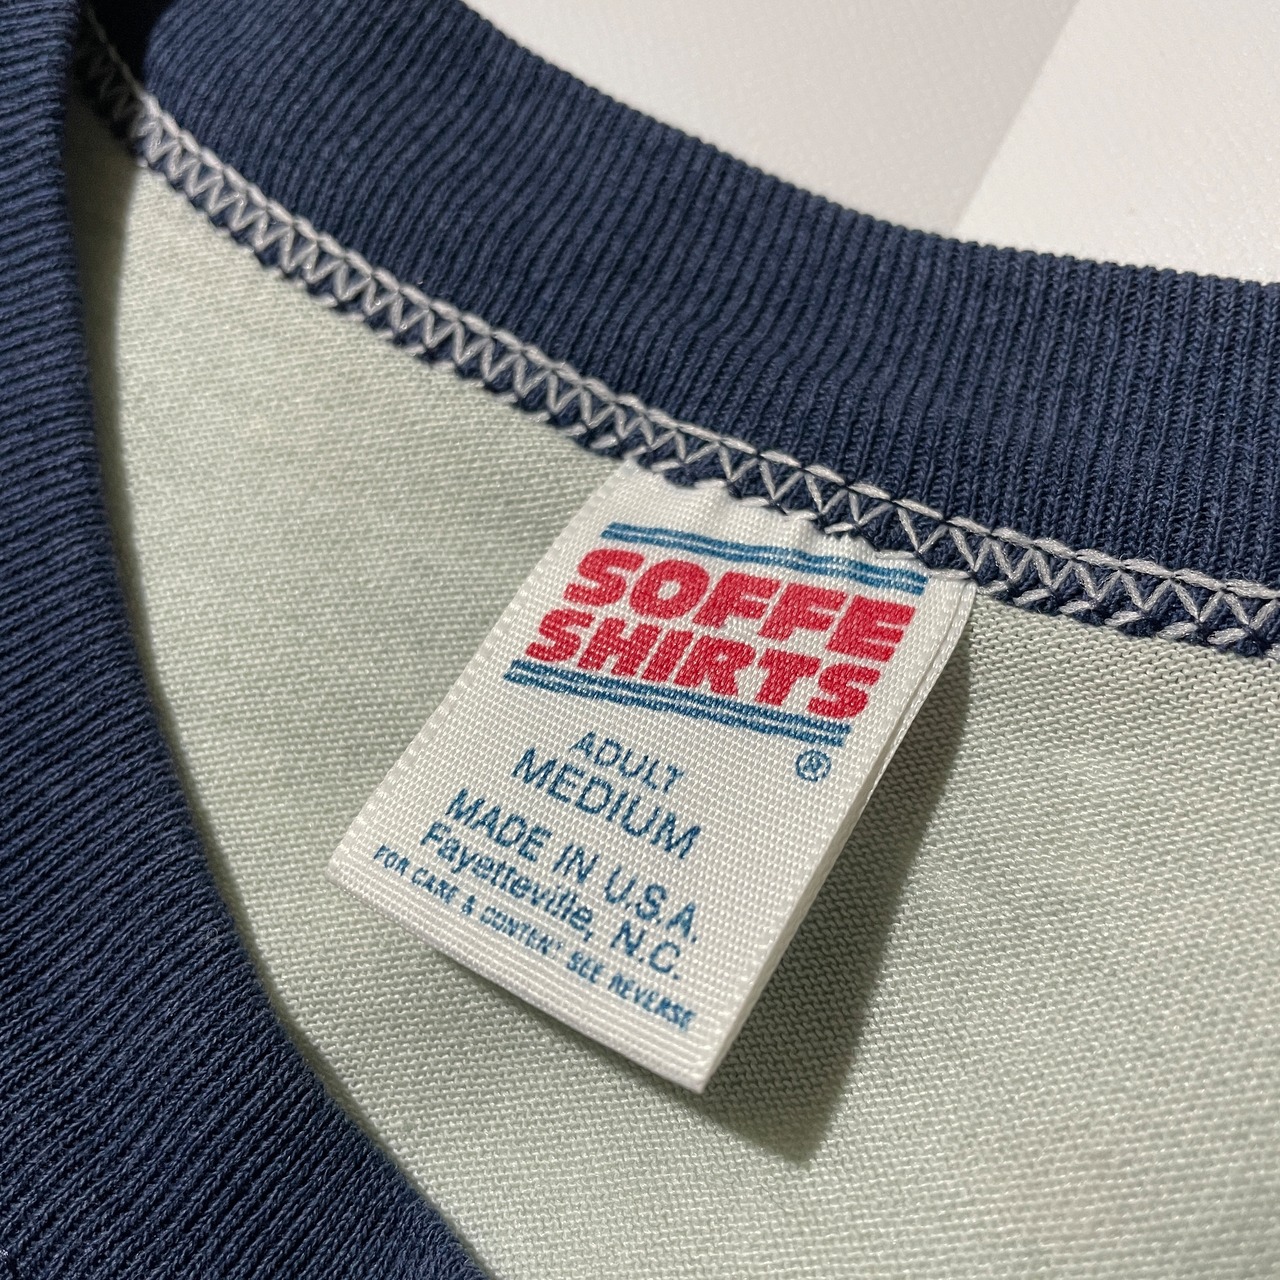 SOFFE
SHIRTS
®
ADULT
MEDIUM
MADE IN U.S.A.
Fayetteville, N.C.
FOR CARE & CONTENT SEE REVERSE